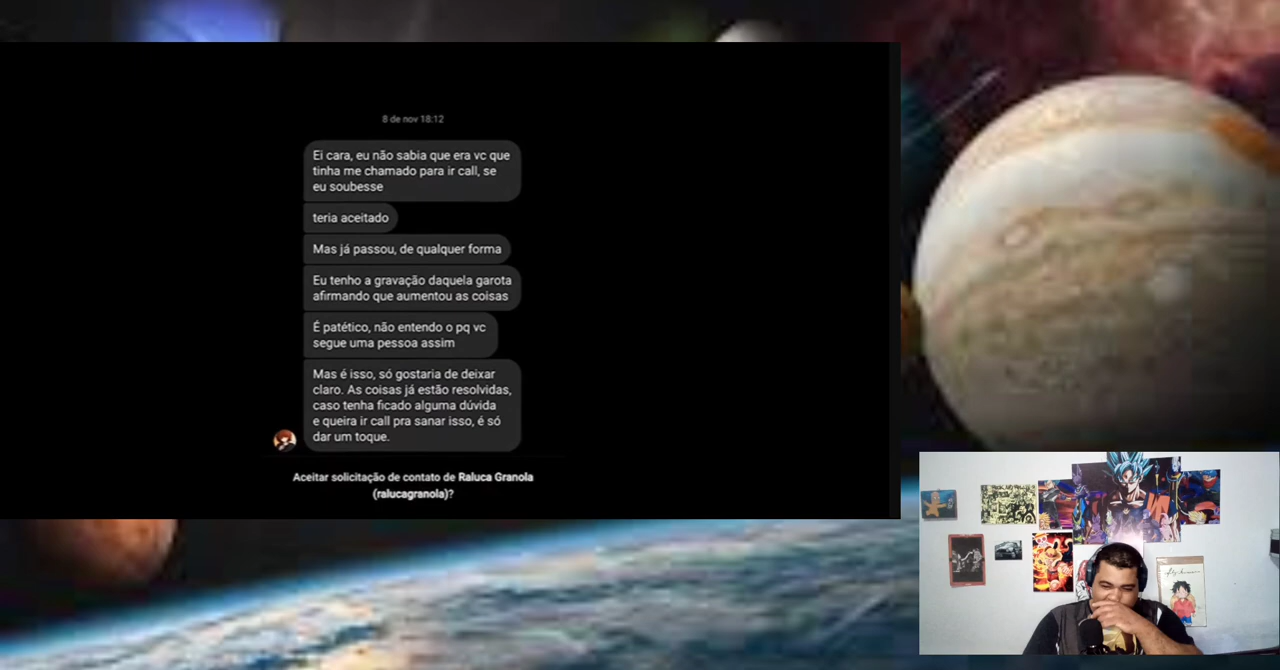 8 de nov 18:12
Ei cara, eu não sabia que era vc que
tinha me chamado para ir call, se
eu soubesse
teria aceitado
Mas já passou, de qualquer forma
Eu tenho a gravação daquela garota
afirmando que aumentou as coisas
É patético, não entendo o pq vc
segue uma pessoa assim
Mas é isso, só gostaria de deixar
claro. As coisas já estão resolvidas,
caso tenha ficado alguma dúvida
e queira ir call pra sanar isso, é só
dar um toque.
Aceitar solicitação de contato de Raluca Granola
(ralucagranola)?